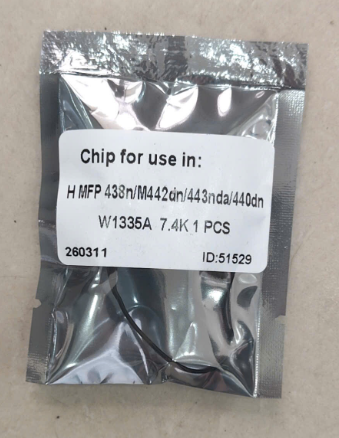 Chip for use in:
H MFP 438n/M442dn/443nda/440dn
W1335A 7.4K 1 PCS
260311 ID:51529